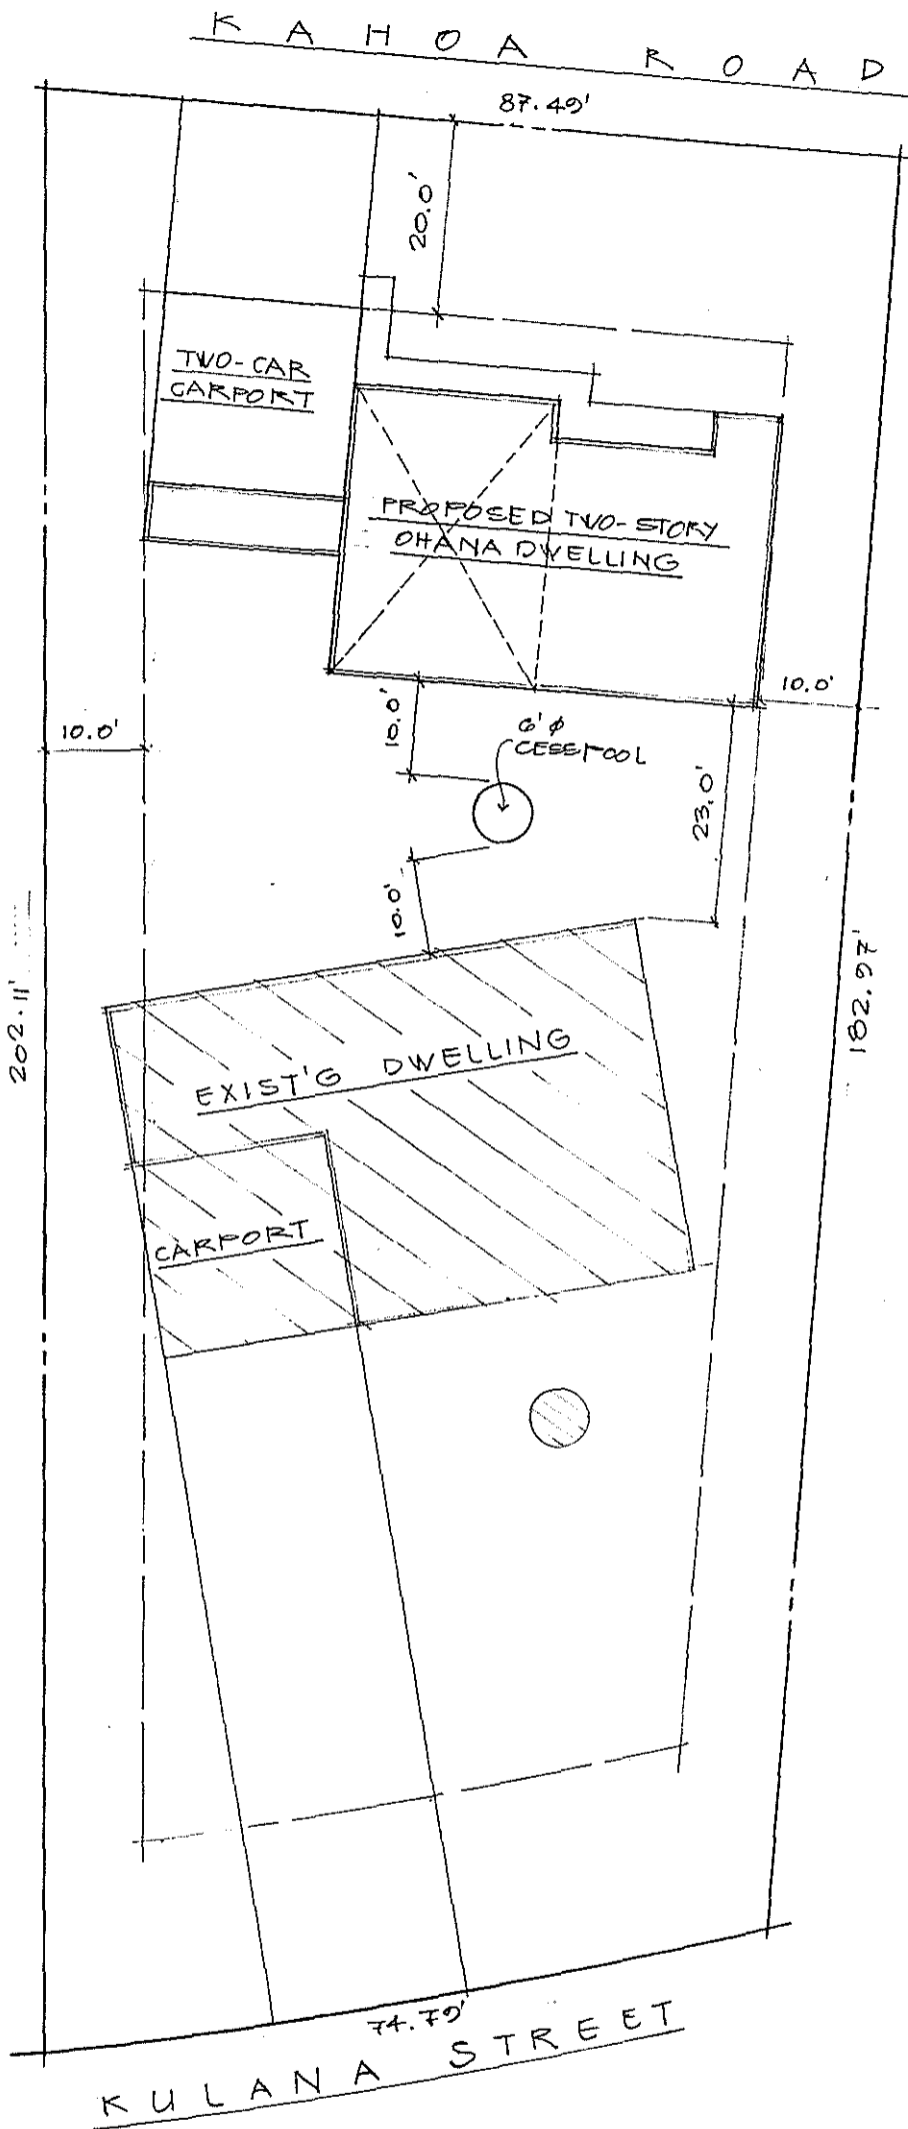 KAHOA ROAD
87.49'
20.0'
TWO-CAR
CARPORT
PROPOSED TWO-STORY
OHANA DWELLING
10.0'
10.0'
10.0'
6' ø
CESSPOOL
23.0'
10.0'
202.11'
182.97'
EXIST'G DWELLING
CARPORT
74.79'
KULANA STREET